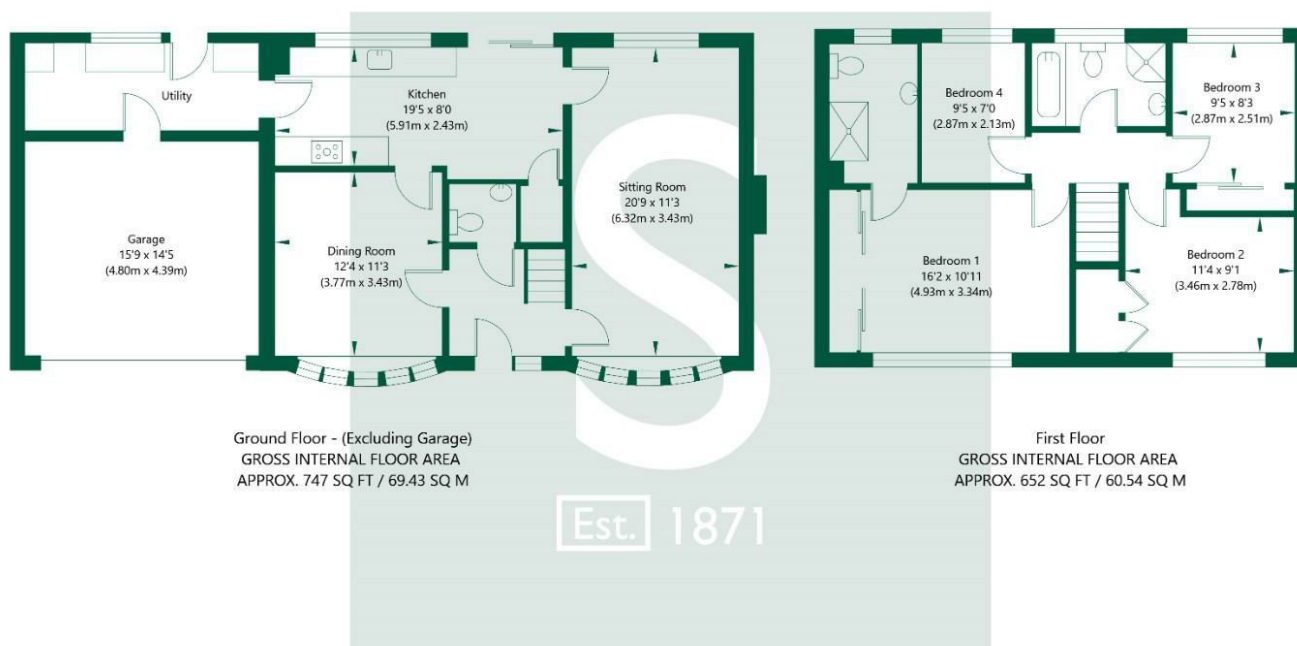 Utility
Kitchen
19'5 x 8'0
(5.91m x 2.43m)
Garage
15'9 x 14'5
(4.80m x 4.39m)
Dining Room
12'4 x 11'3
(3.77m x 3.43m)
Sitting Room
20'9 x 11'3
(6.32m x 3.43m)
Bedroom 4
9'5 x 7'0
(2.87m x 2.13m)
Bedroom 3
9'5 x 8'3
(2.87m x 2.51m)
Bedroom 1
16'2 x 10'11
(4.93m x 3.34m)
Bedroom 2
11'4 x 9'1
(3.46m x 2.78m)
Ground Floor - (Excluding Garage)
GROSS INTERNAL FLOOR AREA
APPROX. 747 SQ FT / 69.43 SQ M
First Floor
GROSS INTERNAL FLOOR AREA
APPROX. 652 SQ FT / 60.54 SQ M
S
Est. 1871